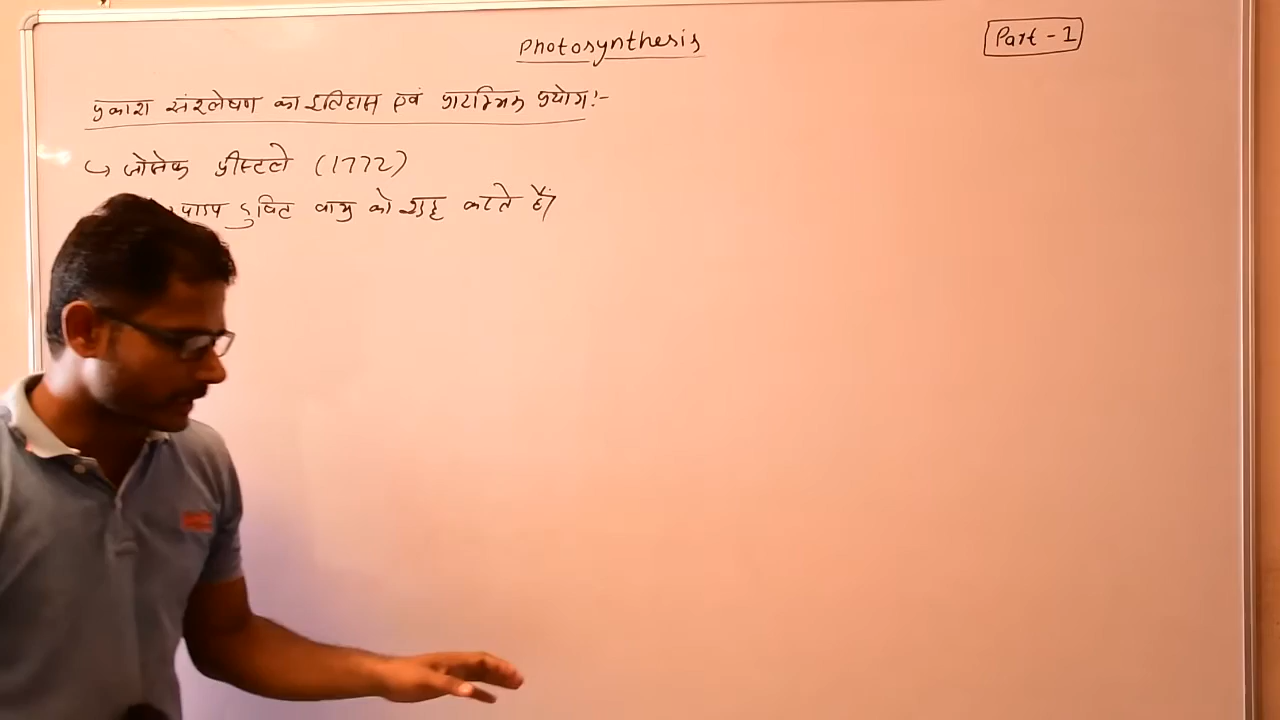 Photosynthesis
Part - 1
प्रकाश संश्लेषण का इतिहास एवं प्रारम्भिक प्रयोग:-
↳ जोसेफ प्रीस्टले (1772)
पादप दुषित वायु को शुद्ध करते हैं।